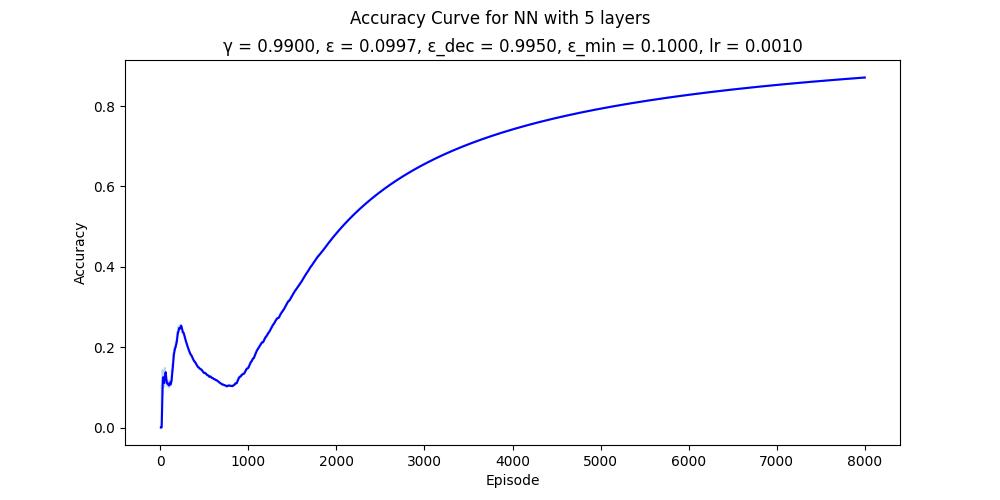 Accuracy Curve for NN with 5 layers
γ = 0.9900, ε = 0.0997, ε_dec = 0.9950, ε_min = 0.1000, lr = 0.0010
0.8
0.6
0.4
0.2
0.0
Accuracy
0 1000 2000 3000 4000 5000 6000 7000 8000
Episode